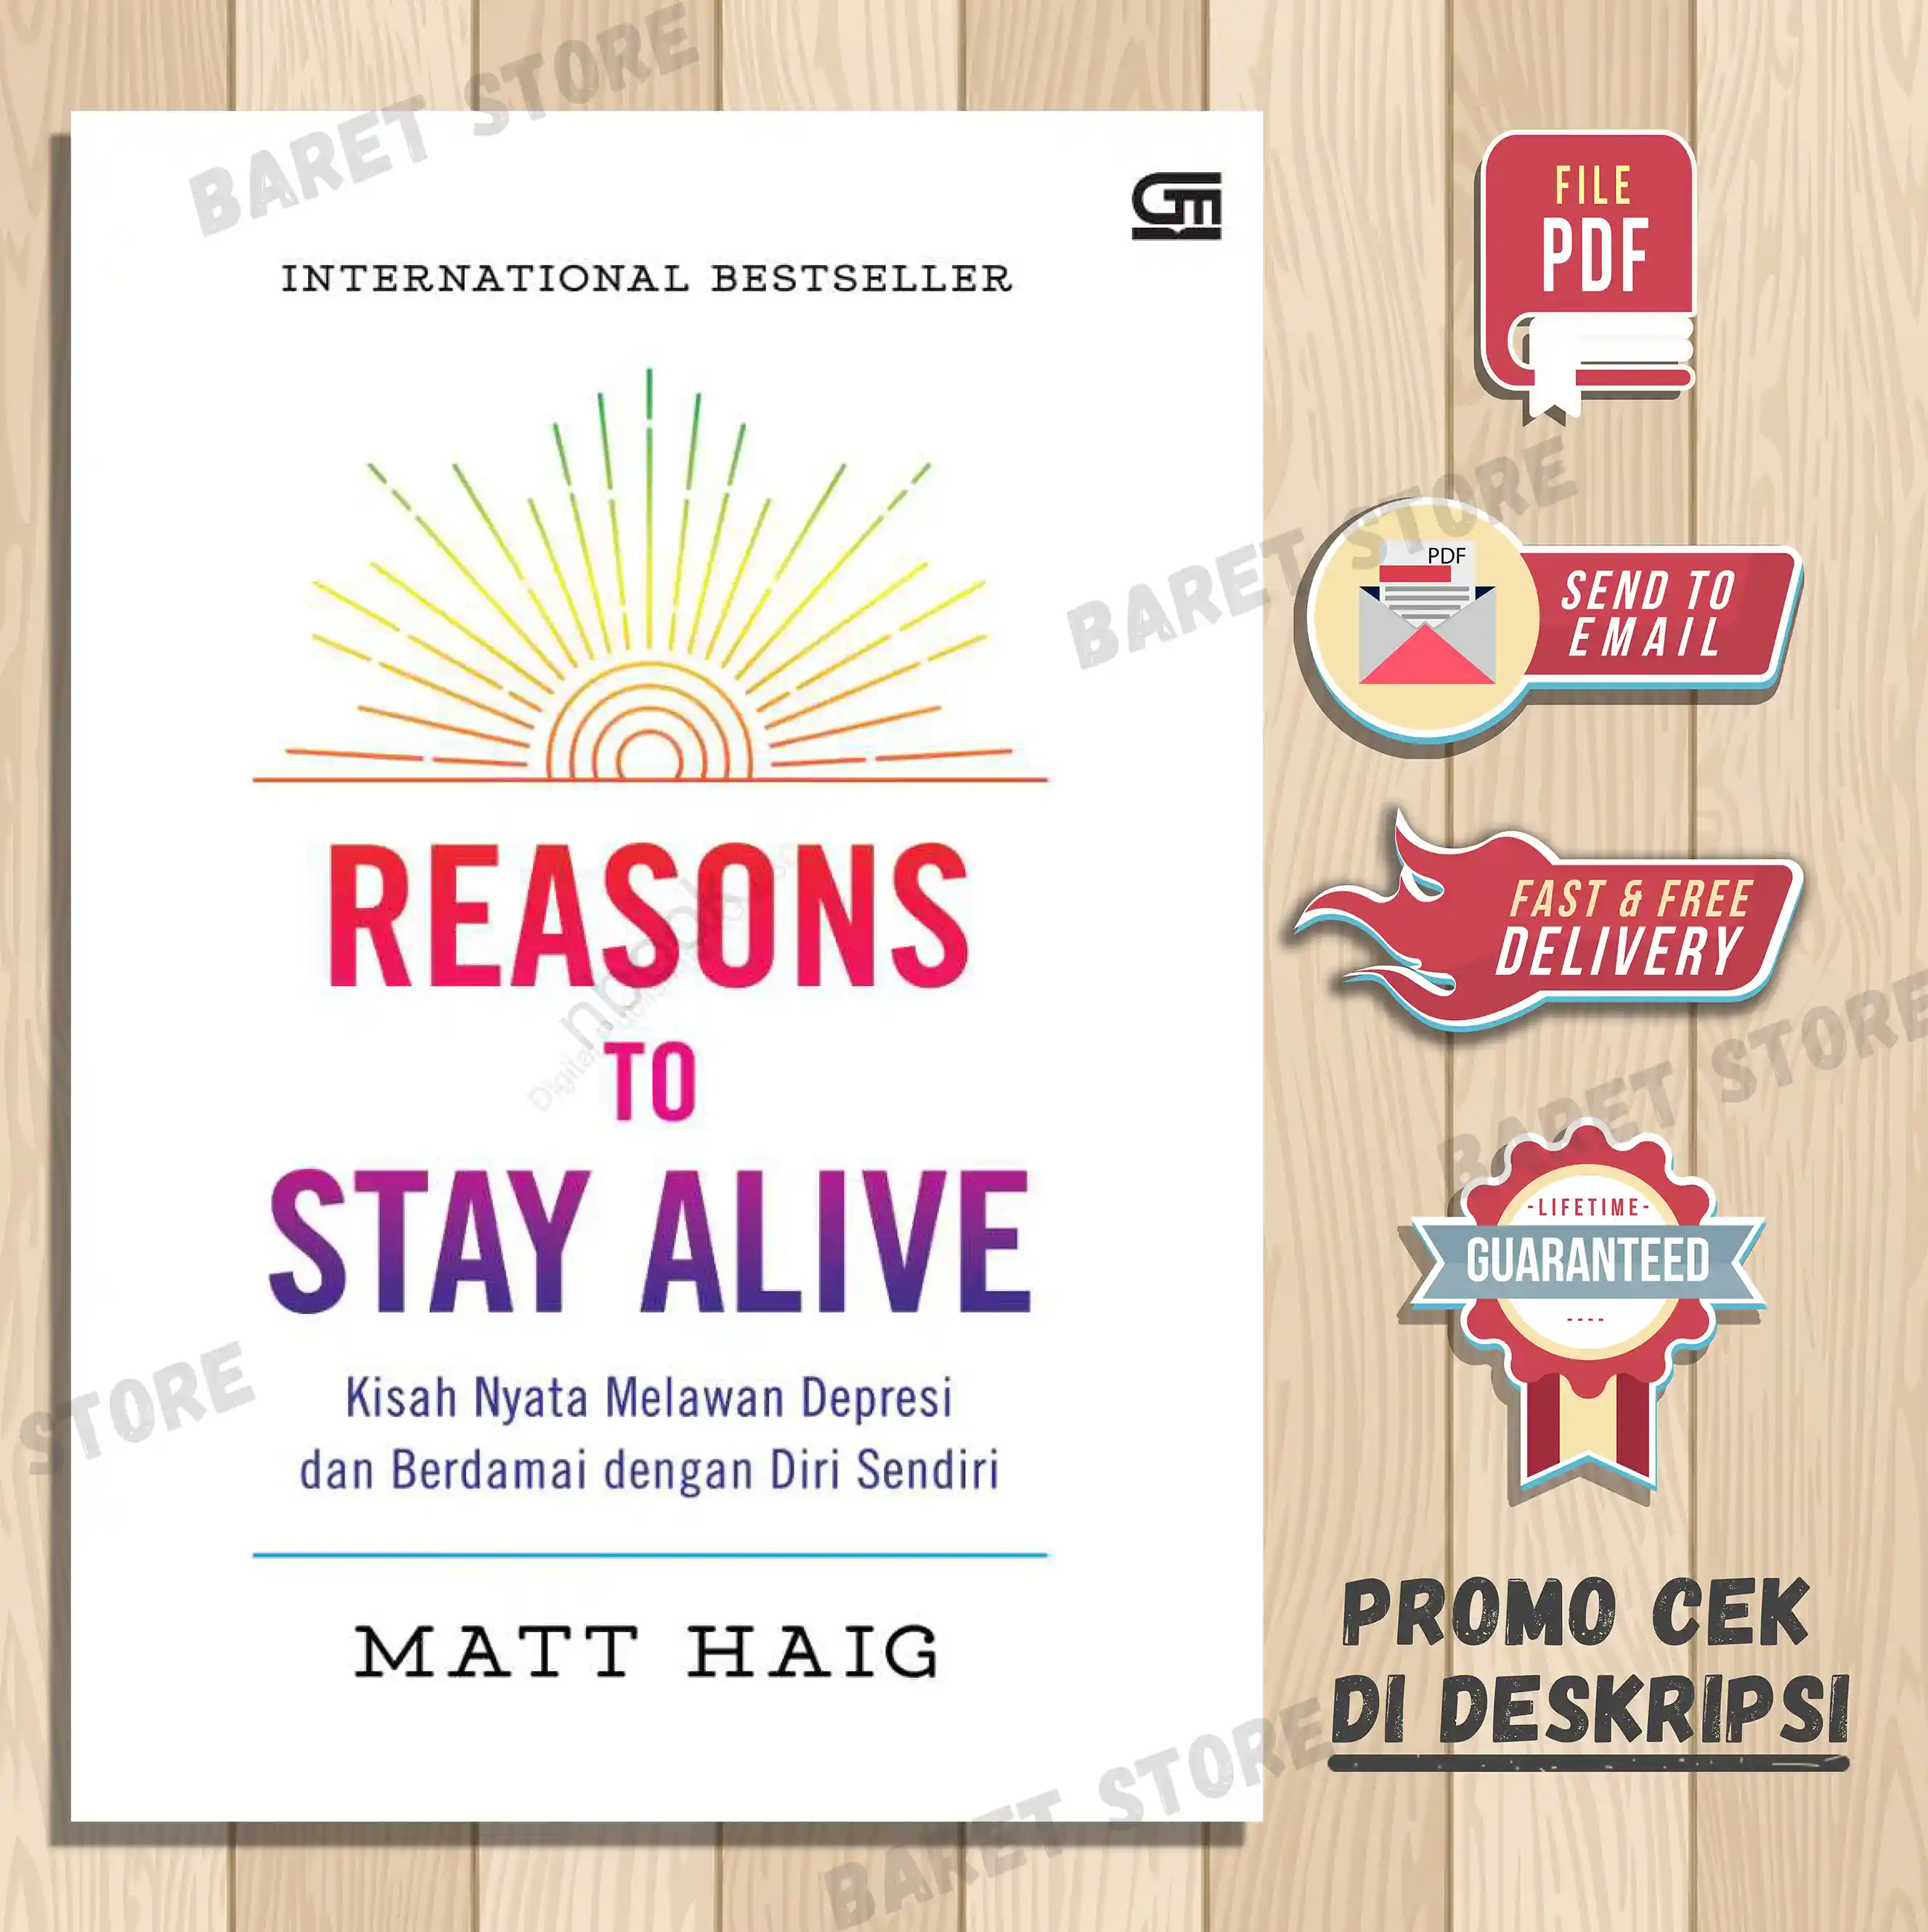 BARET STORE
GM
INTERNATIONAL BESTSELLER
REASONS
TO
STAY ALIVE
Kisah Nyata Melawan Depresi
dan Berdamai dengan Diri Sendiri
MATT HAIG
FILE
PDF
BARET STORE
PDF
SEND TO
EMAIL
FAST & FREE
DELIVERY
BARET STORE
-LIFETIME-
GUARANTEED
----
STORE
PROMO CEK
DI DESKRIPSI
BARET STORE